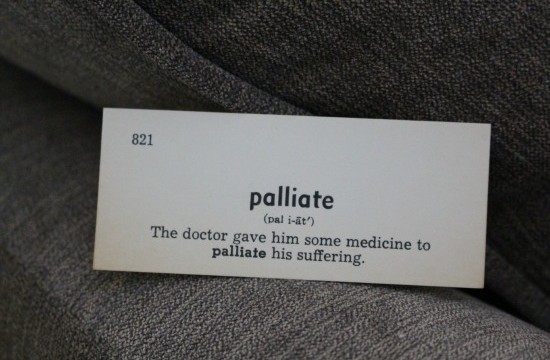 821
palliate
(pal i-āt′)
The doctor gave him some medicine to
palliate his suffering.